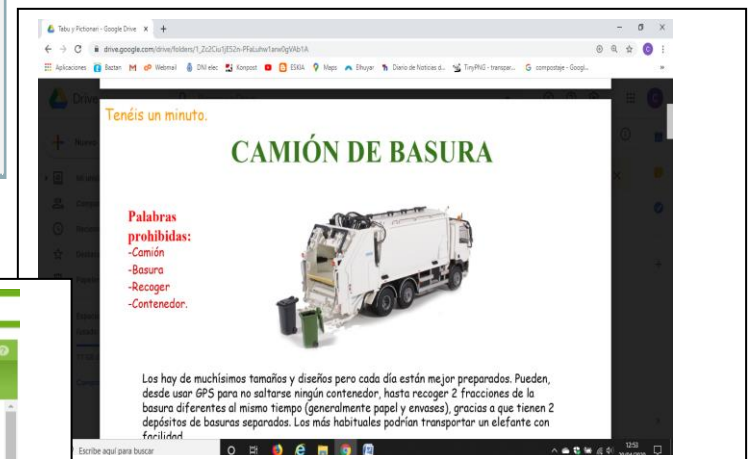 Tabu y Pictionari - Google Drive
drive.google.com/drive/folders/
Aplicaciones Baztan Webmail DNI elec Konpost ESKIA Maps Elhuyar Diario de Noticias d... TinyPNG - transpar... compostaje - Googl...
Drive
Nuevo
Tenéis un minuto.
CAMIÓN DE BASURA
Palabras
prohibidas:
-Camión
-Basura
-Recoger
-Contenedor.
Los hay de muchísimos tamaños y diseños pero cada día están mejor preparados. Pueden,
desde usar GPS para no saltarse ningún contenedor, hasta recoger 2 fracciones de la
basura diferentes al mismo tiempo (generalmente papel y envases), gracias a que tienen 2
depósitos de basuras separados. Los más habituales podrían transportar un elefante con
facilidad
Escribe aquí para buscar
12:53